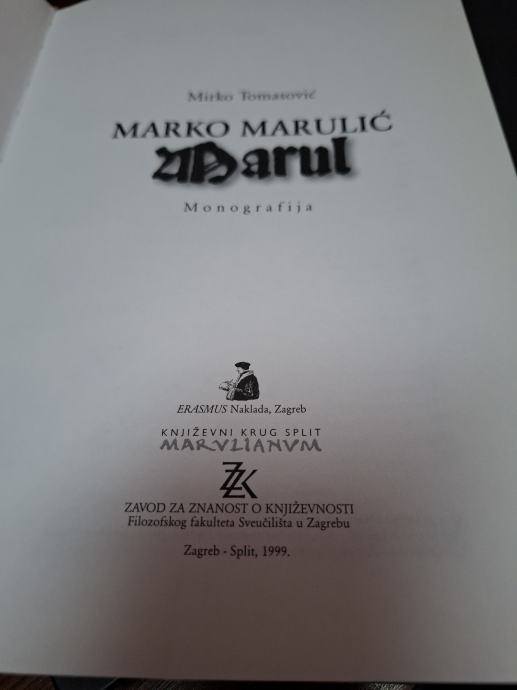 Mirko Tomasović
MARKO MARULIĆ
Marul
Monografija
ERASMUS Naklada, Zagreb
KNJIŽEVNI KRUG SPLIT
MARVLIANVM
ZZK
ZAVOD ZA ZNANOST O KNJIŽEVNOSTI
Filozofskog fakulteta Sveučilišta u Zagrebu
Zagreb - Split, 1999.